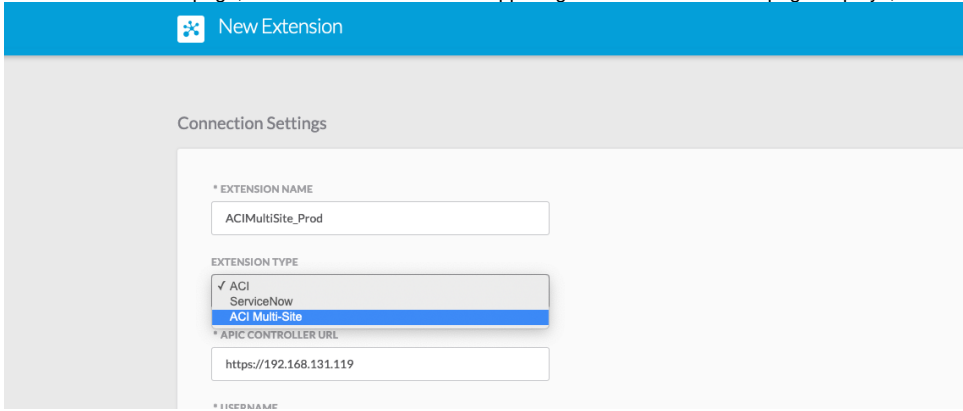 New Extension
Connection Settings
* EXTENSION NAME
ACIMultiSite_Prod
EXTENSION TYPE
✓ ACI
ServiceNow
ACI Multi-Site
* APIC CONTROLLER URL
https://192.168.131.119
* USERNAME